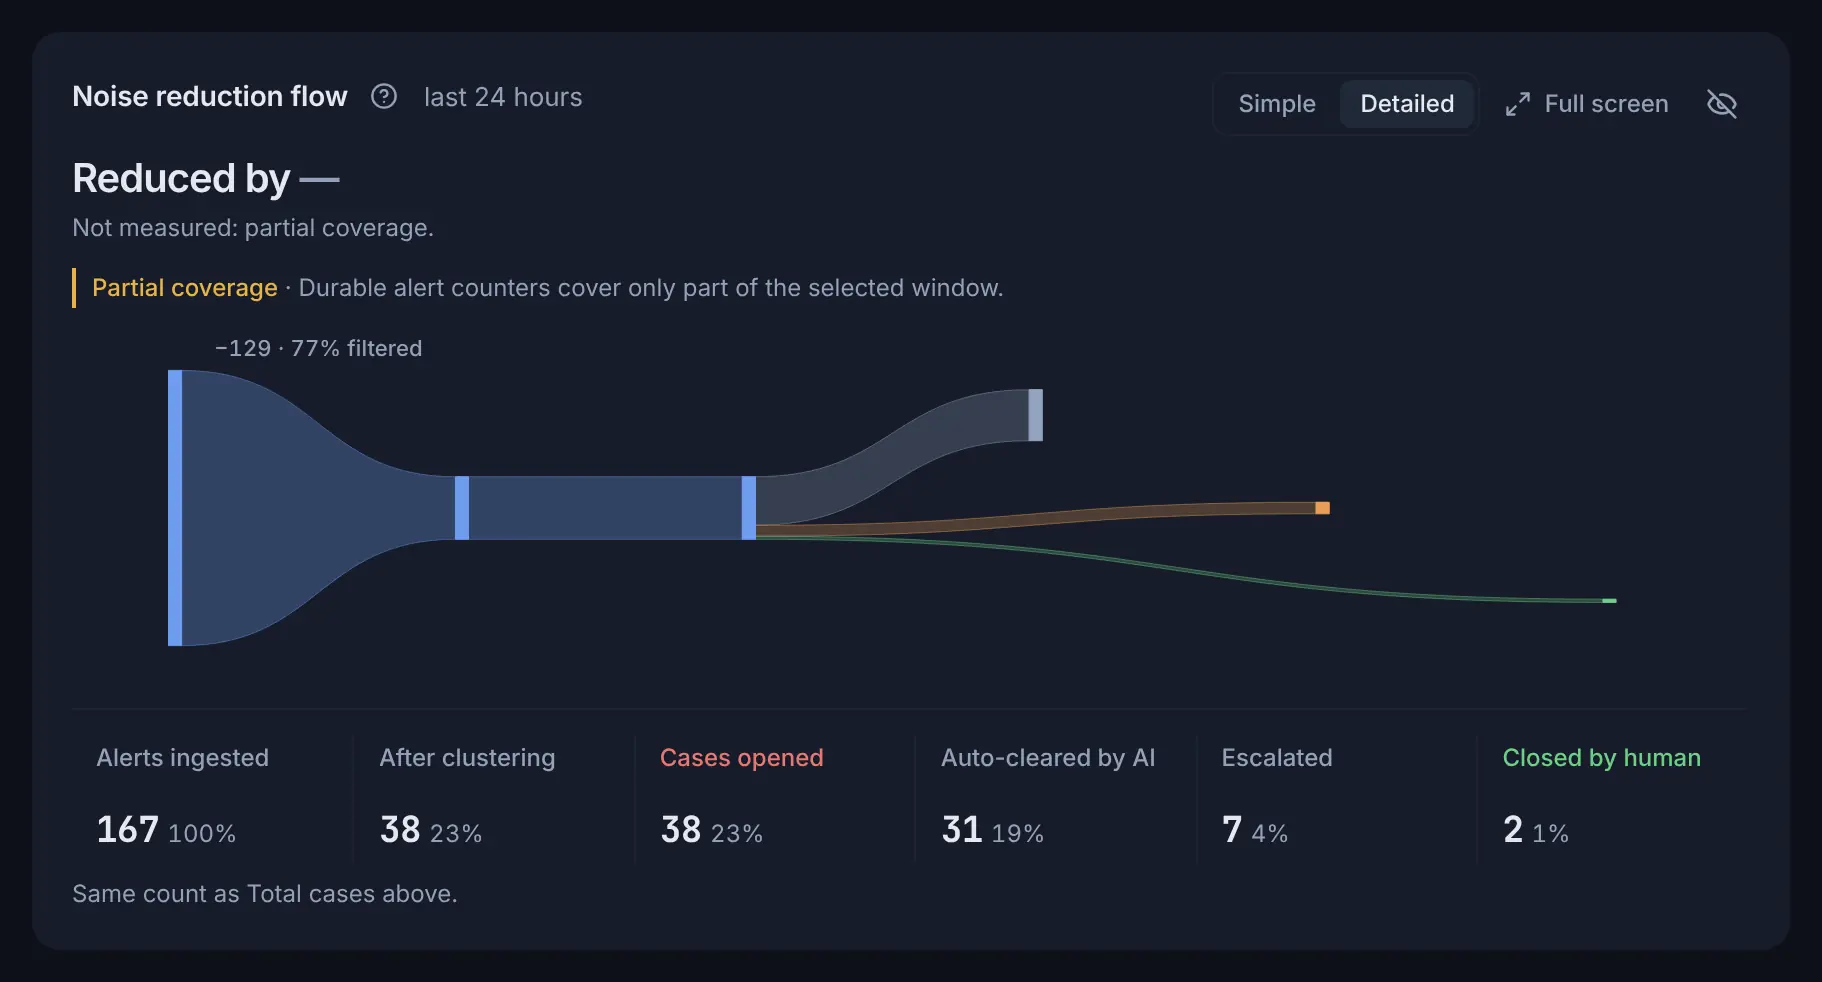 Noise reduction flow last 24 hours
Simple Detailed Full screen
Reduced by —
Not measured: partial coverage.
Partial coverage · Durable alert counters cover only part of the selected window.
−129 · 77% filtered
Alerts ingested
167 100%
After clustering
38 23%
Cases opened
38 23%
Auto-cleared by AI
31 19%
Escalated
7 4%
Closed by human
2 1%
Same count as Total cases above.